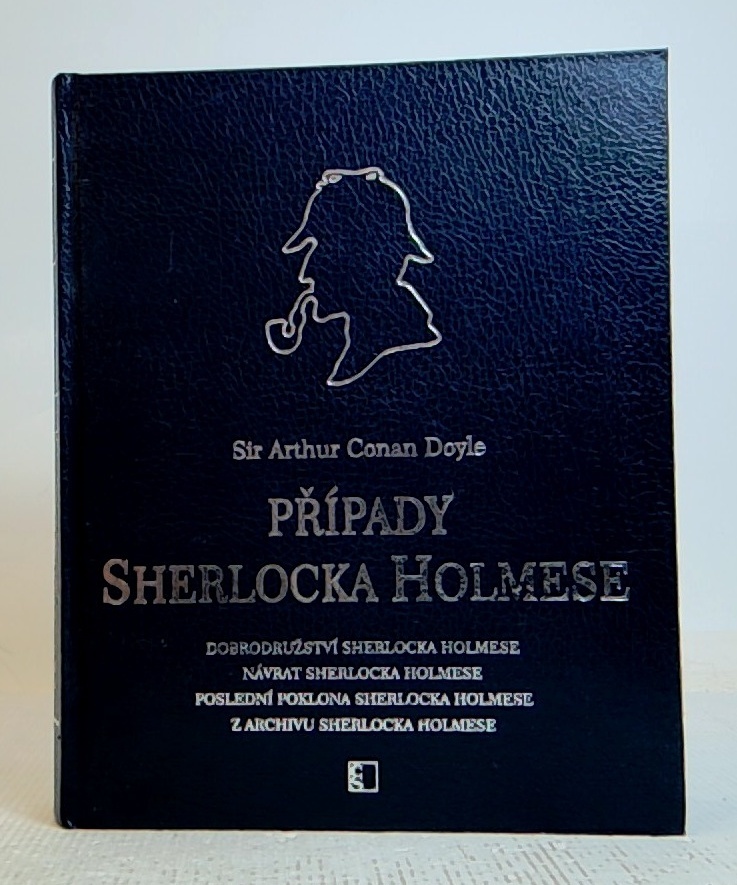 Sir Arthur Conan Doyle
PŘÍPADY
SHERLOCKA HOLMESE
DOBRODRUŽSTVÍ SHERLOCKA HOLMESE
NÁVRAT SHERLOCKA HOLMESE
POSLEDNÍ POKLONA SHERLOCKA HOLMESE
Z ARCHIVU SHERLOCKA HOLMESE